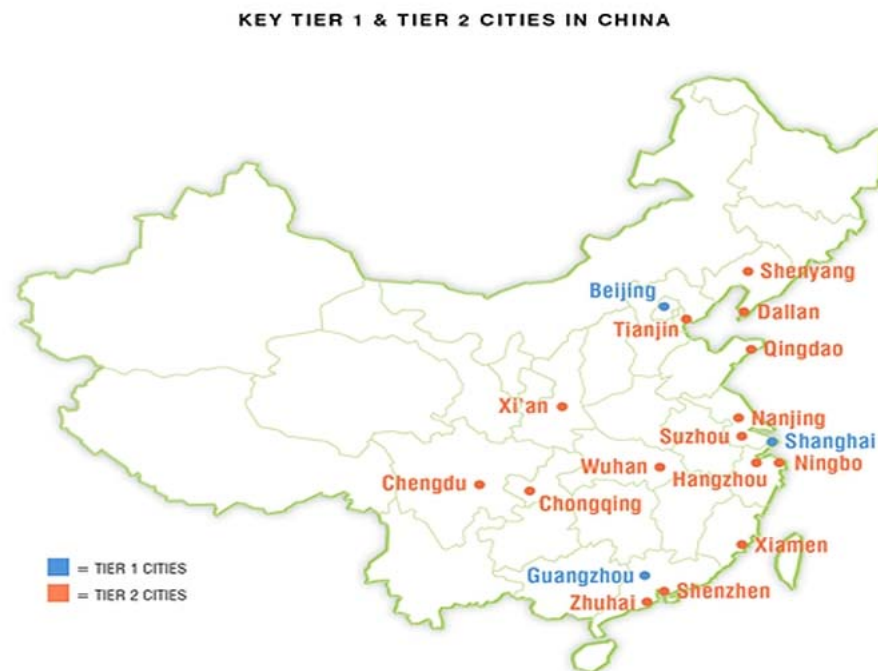 KEY TIER 1 & TIER 2 CITIES IN CHINA
Shenyang
Beijing
Dallan
Tianjin
Qingdao
Xi'an
Nanjing
Suzhou
Shanghai
Wuhan
Hangzhou
Ningbo
Chengdu
Chongqing
Xiamen
= TIER 1 CITIES
Guangzhou
Shenzhen
= TIER 2 CITIES
Zhuhai